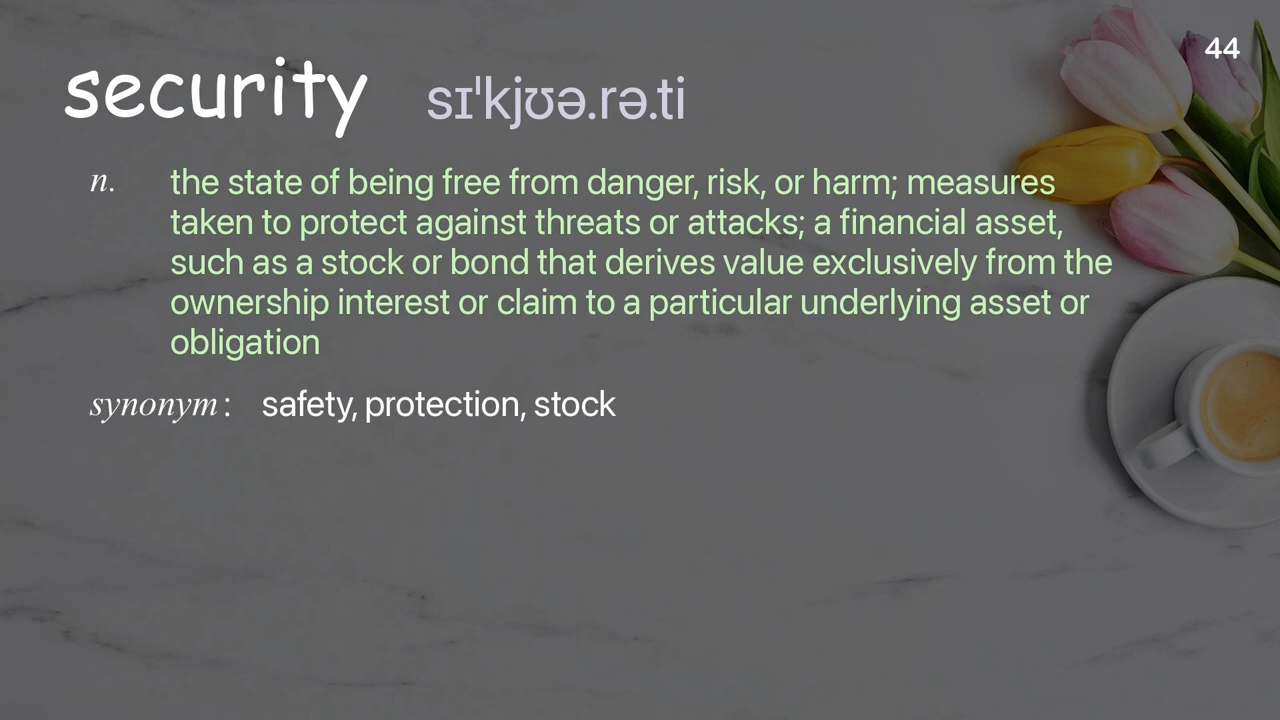 44
security sɪˈkjʊə.rə.ti
n. the state of being free from danger, risk, or harm; measures
taken to protect against threats or attacks; a financial asset,
such as a stock or bond that derives value exclusively from the
ownership interest or claim to a particular underlying asset or
obligation
synonym : safety, protection, stock